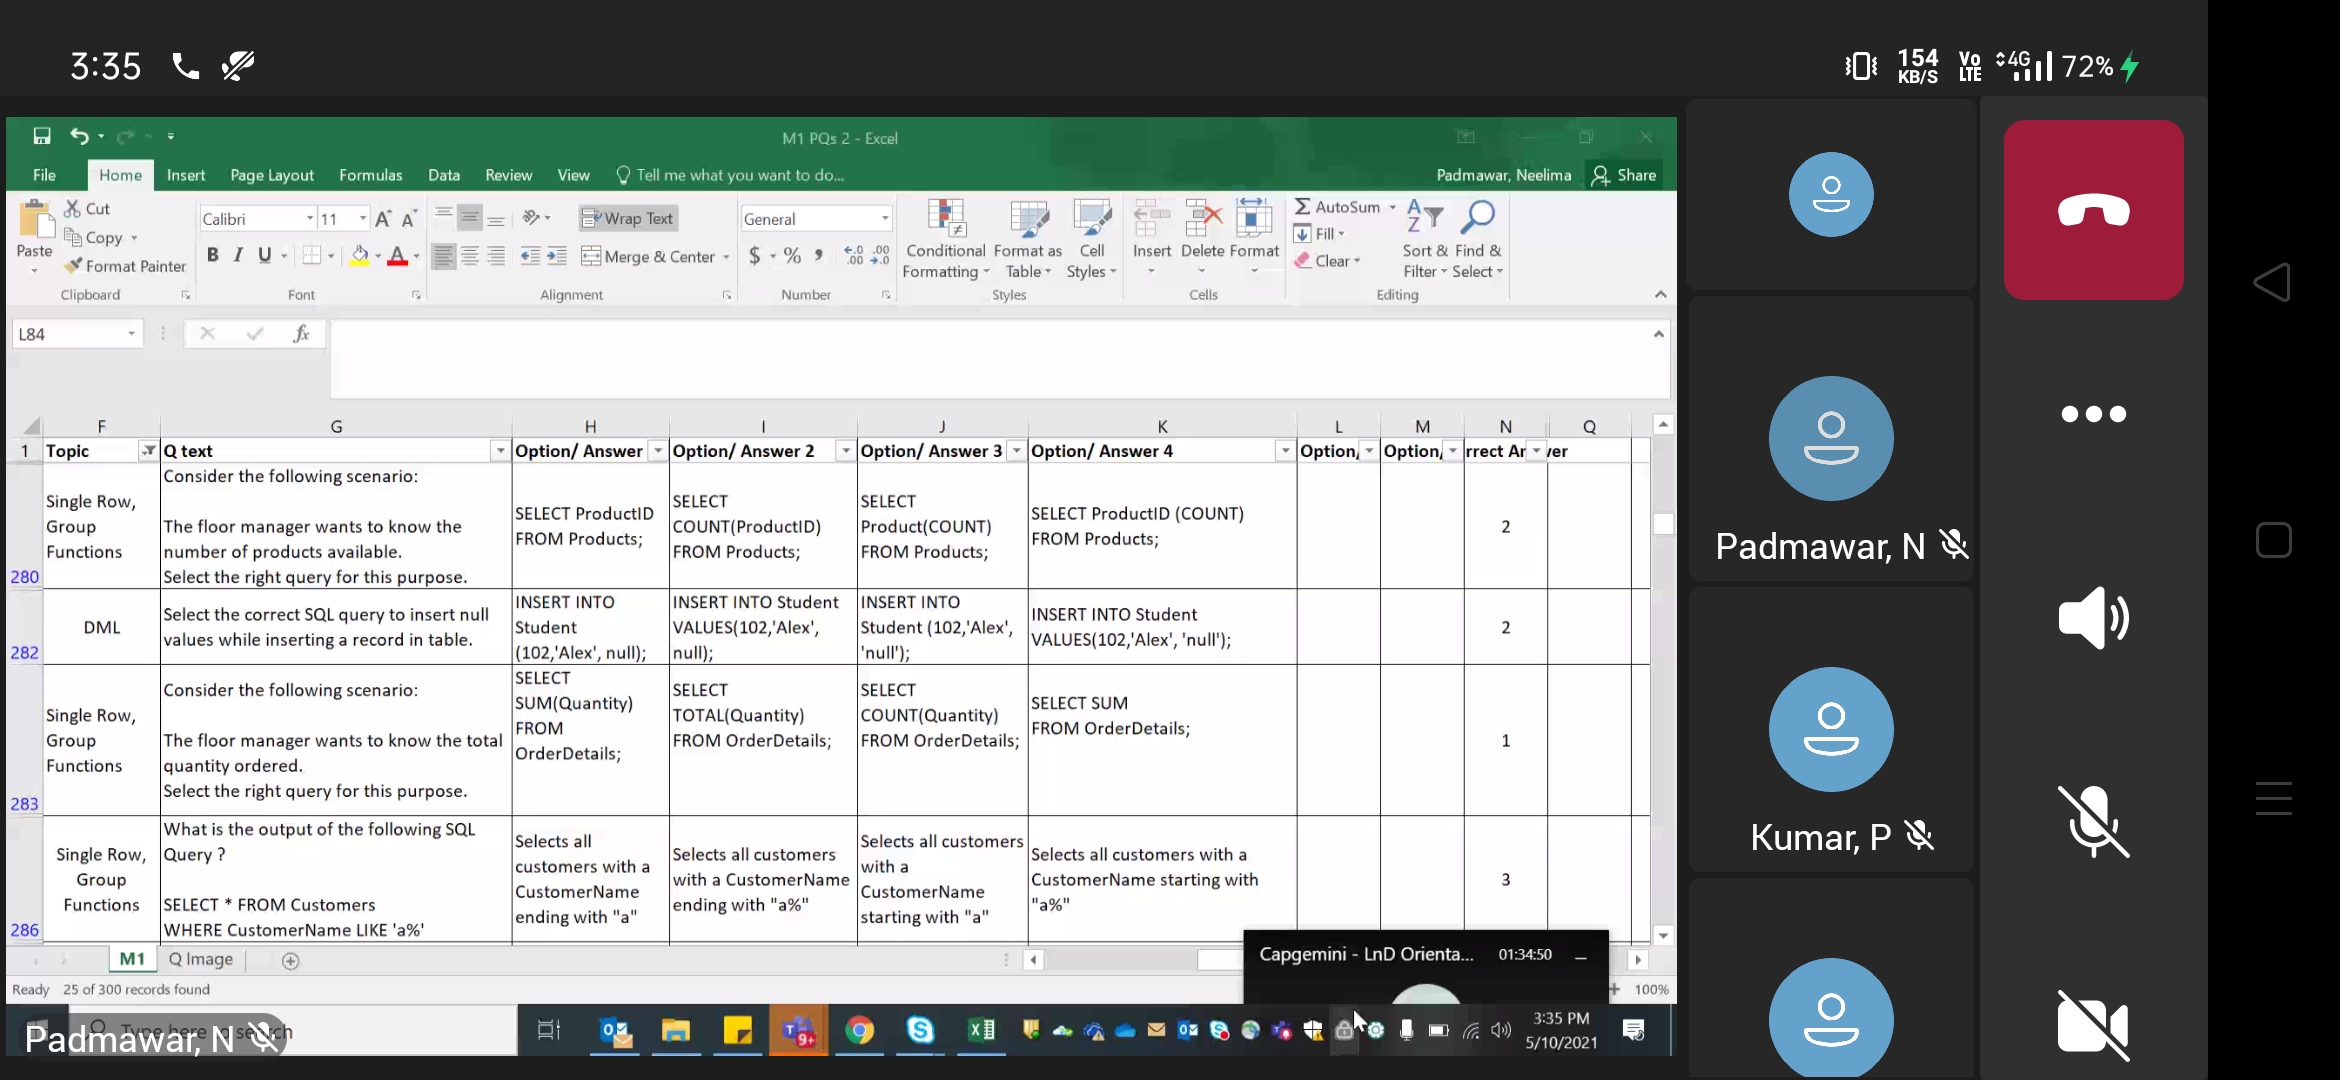 3:35
154
KB/S
Vo
LTE
4G
72%
M1 PQs 2 - Excel
File Home Insert Page Layout Formulas Data Review View Tell me what you want to do... Padmawar, Neelima Share
Cut
Copy
Format Painter
Paste
Clipboard
Calibri 11
B I U
Font
Wrap Text
Merge & Center
Alignment
General
$ % ,
Number
Conditional Formatting
Format as Table
Cell Styles
Styles
Insert Delete Format
Cells
AutoSum
Fill
Clear
Sort & Filter
Find & Select
Editing
L84
fx
F G H I J K L M N Q
1 Topic Q text Option/ Answer Option/ Answer 2 Option/ Answer 3 Option/ Answer 4 Option/ Option/ rrect An ver
280
Single Row,
Group
Functions
Consider the following scenario:
The floor manager wants to know the
number of products available.
Select the right query for this purpose.
SELECT ProductID
FROM Products;
SELECT
COUNT(ProductID)
FROM Products;
SELECT
Product(COUNT)
FROM Products;
SELECT ProductID (COUNT)
FROM Products;
2
282
DML
Select the correct SQL query to insert null
values while inserting a record in table.
INSERT INTO
Student
(102,'Alex', null);
INSERT INTO Student
VALUES(102,'Alex',
null);
INSERT INTO
Student (102,'Alex',
'null');
INSERT INTO Student
VALUES(102,'Alex', 'null');
2
283
Single Row,
Group
Functions
Consider the following scenario:
The floor manager wants to know the total
quantity ordered.
Select the right query for this purpose.
SELECT
SUM(Quantity)
FROM
OrderDetails;
SELECT
TOTAL(Quantity)
FROM OrderDetails;
SELECT
COUNT(Quantity)
FROM OrderDetails;
SELECT SUM
FROM OrderDetails;
1
286
Single Row,
Group
Functions
What is the output of the following SQL
Query ?
SELECT * FROM Customers
WHERE CustomerName LIKE 'a%'
Selects all
customers with a
CustomerName
ending with "a"
Selects all customers
with a CustomerName
ending with "a%"
Selects all customers
with a
CustomerName
starting with "a"
Selects all customers with a
CustomerName starting with
"a%"
3
M1 Q Image
Capgemini - LnD Orienta... 01:34:50
Ready 25 of 300 records found
100%
Type here to search
9+
3:35 PM
5/10/2021
Padmawar, N
Padmawar, N
Kumar, P